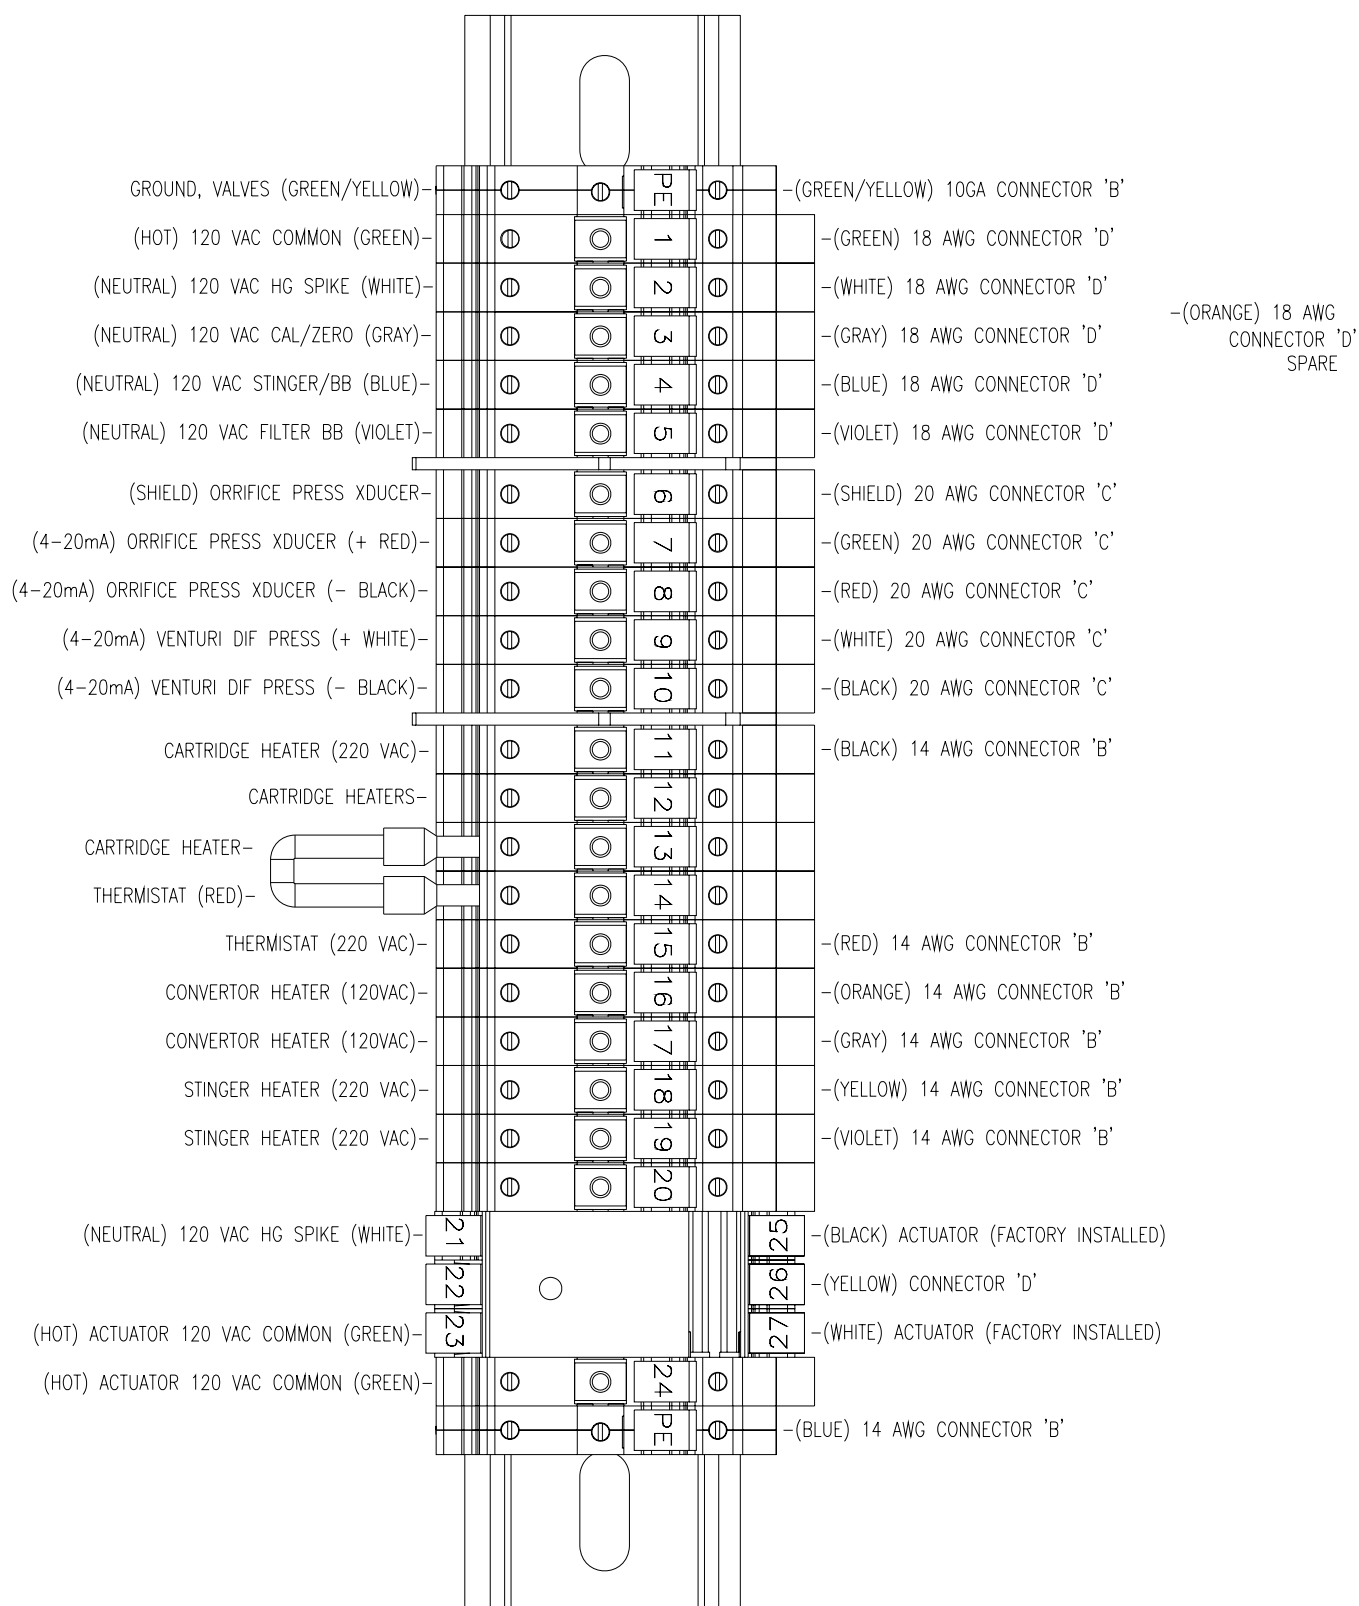 GROUND, VALVES (GREEN/YELLOW)- PE -(GREEN/YELLOW) 10GA CONNECTOR 'B'
(HOT) 120 VAC COMMON (GREEN)- 1 -(GREEN) 18 AWG CONNECTOR 'D'
(NEUTRAL) 120 VAC HG SPIKE (WHITE)- 2 -(WHITE) 18 AWG CONNECTOR 'D'
-(ORANGE) 18 AWG
CONNECTOR 'D'
SPARE
(NEUTRAL) 120 VAC CAL/ZERO (GRAY)- 3 -(GRAY) 18 AWG CONNECTOR 'D'
(NEUTRAL) 120 VAC STINGER/BB (BLUE)- 4 -(BLUE) 18 AWG CONNECTOR 'D'
(NEUTRAL) 120 VAC FILTER BB (VIOLET)- 5 -(VIOLET) 18 AWG CONNECTOR 'D'
(SHIELD) ORRIFICE PRESS XDUCER- 6 -(SHIELD) 20 AWG CONNECTOR 'C'
(4-20mA) ORRIFICE PRESS XDUCER (+ RED)- 7 -(GREEN) 20 AWG CONNECTOR 'C'
(4-20mA) ORRIFICE PRESS XDUCER (- BLACK)- 8 -(RED) 20 AWG CONNECTOR 'C'
(4-20mA) VENTURI DIF PRESS (+ WHITE)- 9 -(WHITE) 20 AWG CONNECTOR 'C'
(4-20mA) VENTURI DIF PRESS (- BLACK)- 10 -(BLACK) 20 AWG CONNECTOR 'C'
CARTRIDGE HEATER (220 VAC)- 11 -(BLACK) 14 AWG CONNECTOR 'B'
CARTRIDGE HEATERS- 12
CARTRIDGE HEATER- 13
THERMISTAT (RED)- 14
THERMISTAT (220 VAC)- 15 -(RED) 14 AWG CONNECTOR 'B'
CONVERTOR HEATER (120VAC)- 16 -(ORANGE) 14 AWG CONNECTOR 'B'
CONVERTOR HEATER (120VAC)- 17 -(GRAY) 14 AWG CONNECTOR 'B'
STINGER HEATER (220 VAC)- 18 -(YELLOW) 14 AWG CONNECTOR 'B'
STINGER HEATER (220 VAC)- 19 -(VIOLET) 14 AWG CONNECTOR 'B'
20
(NEUTRAL) 120 VAC HG SPIKE (WHITE)- 21 25 -(BLACK) ACTUATOR (FACTORY INSTALLED)
22 26 -(YELLOW) CONNECTOR 'D'
(HOT) ACTUATOR 120 VAC COMMON (GREEN)- 23 27 -(WHITE) ACTUATOR (FACTORY INSTALLED)
(HOT) ACTUATOR 120 VAC COMMON (GREEN)- 24
PE -(BLUE) 14 AWG CONNECTOR 'B'